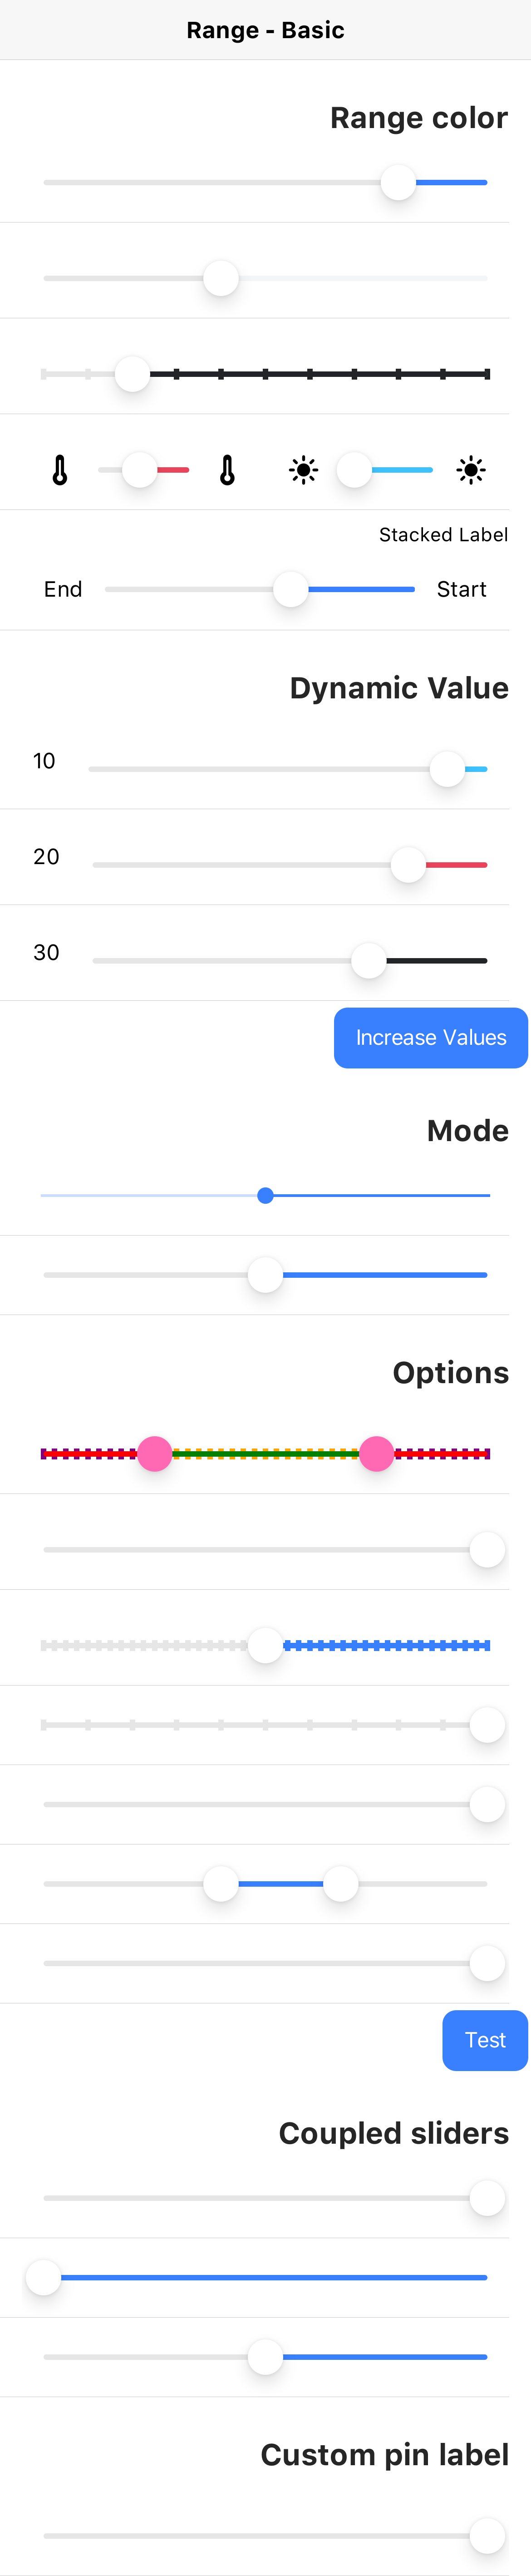 Range - Basic
Range color
Stacked Label
End
Start
Dynamic Value
10
20
30
Increase Values
Mode
Options
Test
Coupled sliders
Custom pin label